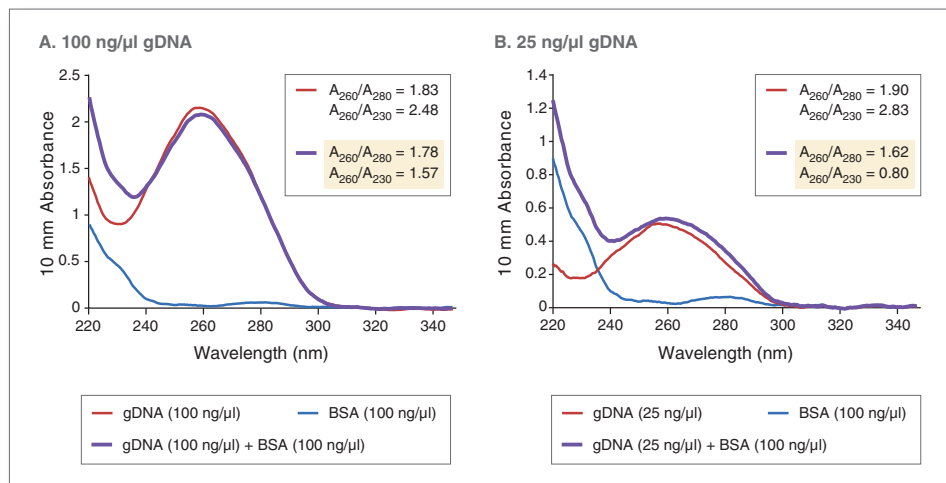 A. 100 ng/µl gDNA
10 mm Absorbance
2.5
2
1.5
1
0.5
0
220
240
260
280
300
320
340
Wavelength (nm)
A260/A280 = 1.83
A260/A230 = 2.48
A260/A280 = 1.78
A260/A230 = 1.57
gDNA (100 ng/µl)
BSA (100 ng/µl)
gDNA (100 ng/µl) + BSA (100 ng/µl)
B. 25 ng/µl gDNA
10 mm Absorbance
1.4
1.2
1
0.8
0.6
0.4
0.2
0
220
240
260
280
300
320
340
Wavelength (nm)
A260/A280 = 1.90
A260/A230 = 2.83
A260/A280 = 1.62
A260/A230 = 0.80
gDNA (25 ng/µl)
BSA (100 ng/µl)
gDNA (25 ng/µl) + BSA (100 ng/µl)